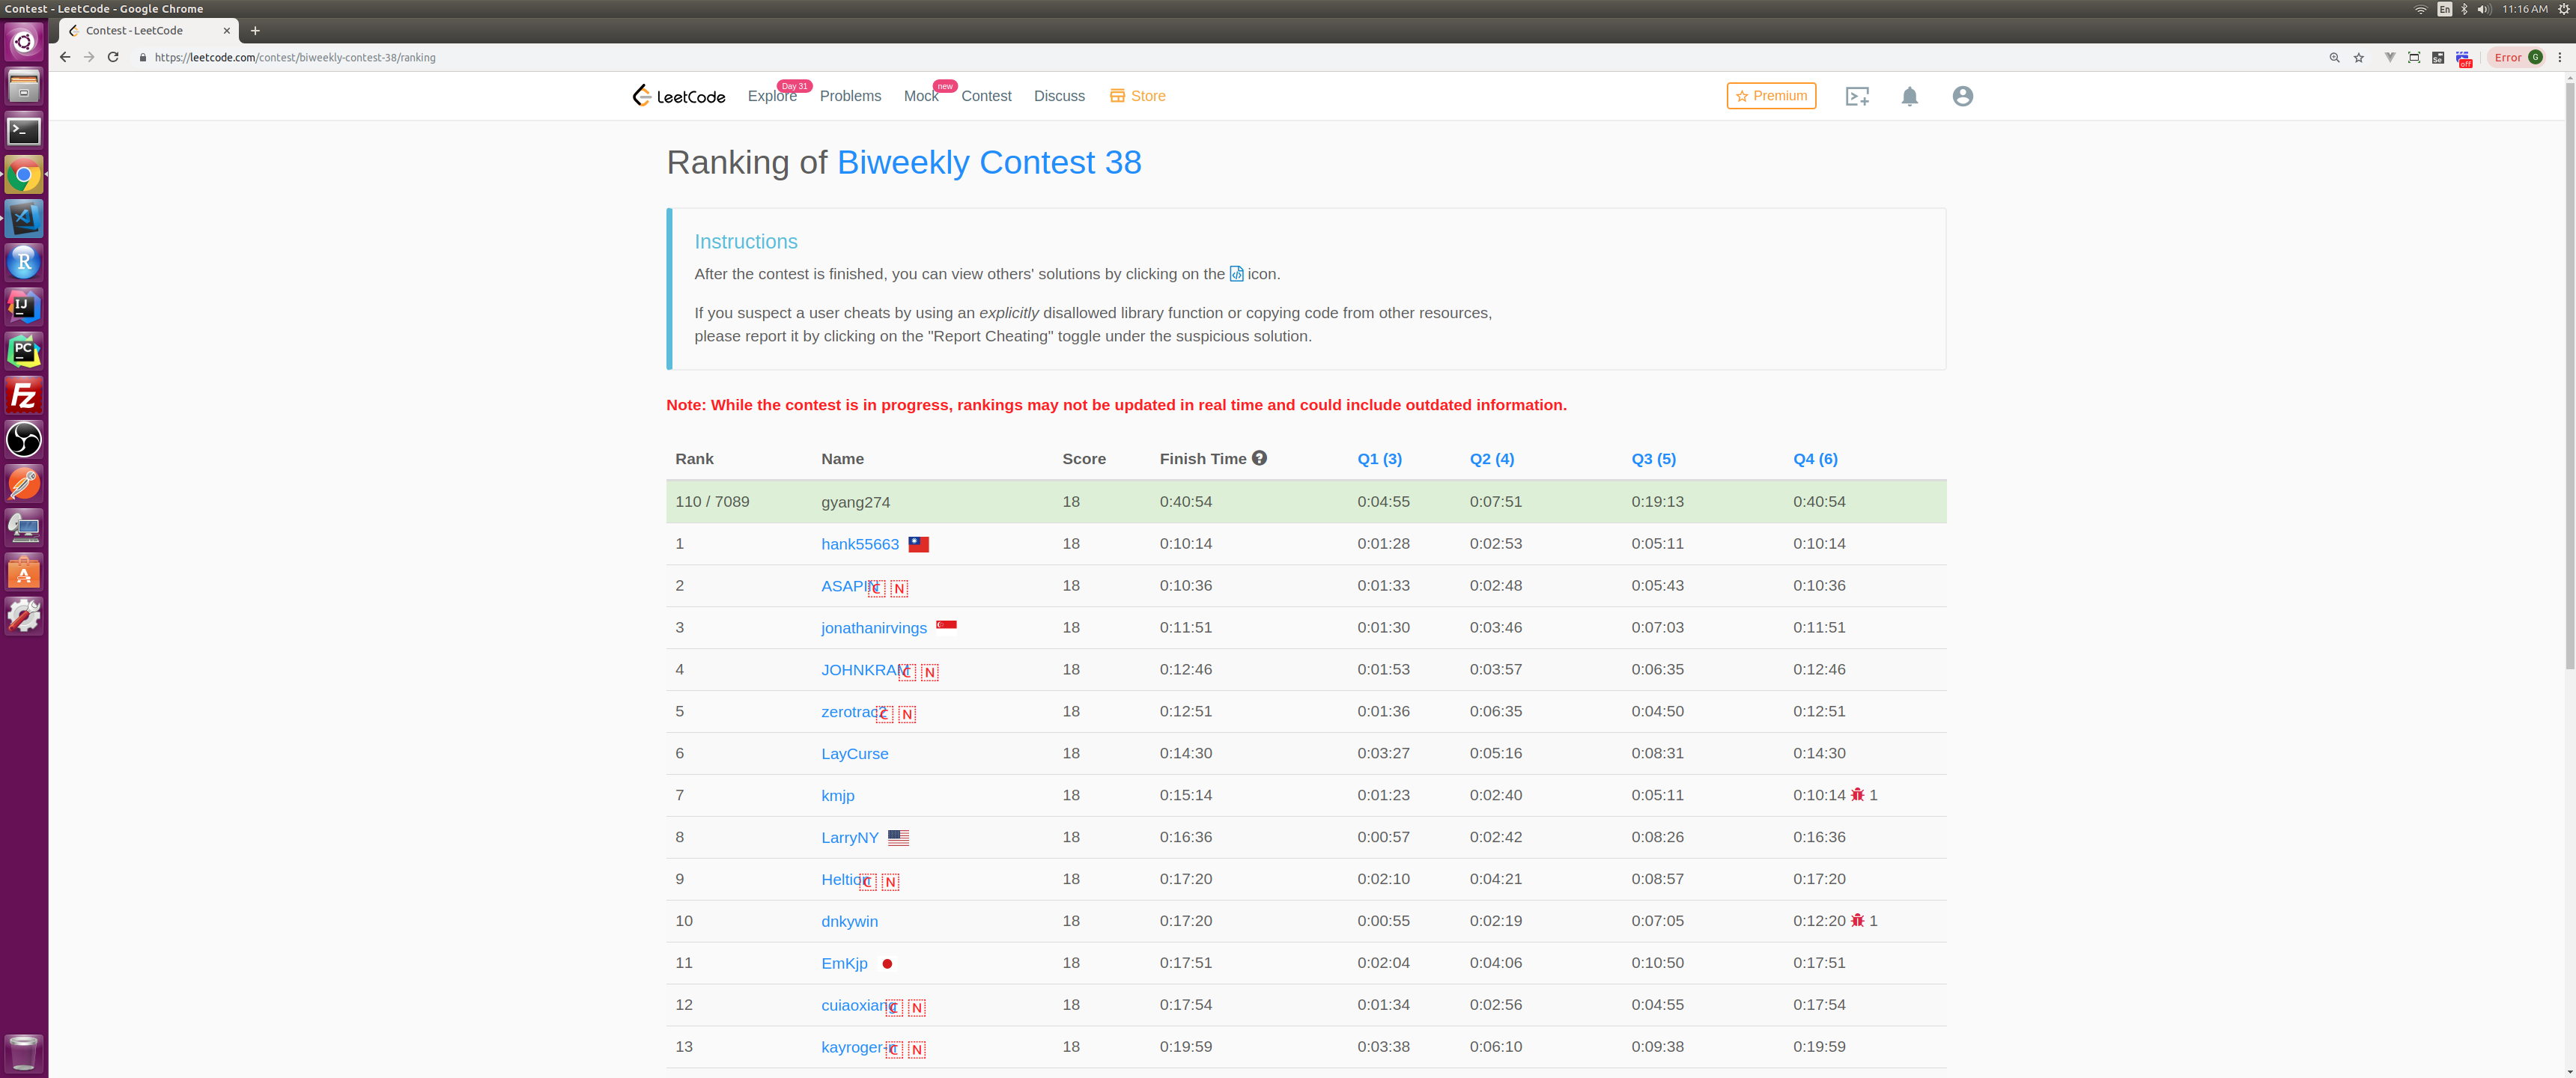 Contest - LeetCode - Google Chrome
En
11:16 AM
Contest - LeetCode
https://leetcode.com/contest/biweekly-contest-38/ranking
Se
off
Error G
LeetCode Explore Day 31 Problems Mock new Contest Discuss Store Premium
Ranking of Biweekly Contest 38
Instructions
After the contest is finished, you can view others' solutions by clicking on the icon.
If you suspect a user cheats by using an explicitly disallowed library function or copying code from other resources,
please report it by clicking on the "Report Cheating" toggle under the suspicious solution.
Note: While the contest is in progress, rankings may not be updated in real time and could include outdated information.
Rank Name Score Finish Time Q1 (3) Q2 (4) Q3 (5) Q4 (6)
110 / 7089 gyang274 18 0:40:54 0:04:55 0:07:51 0:19:13 0:40:54
1 hank55663 18 0:10:14 0:01:28 0:02:53 0:05:11 0:10:14
2 ASAPIN C N 18 0:10:36 0:01:33 0:02:48 0:05:43 0:10:36
3 jonathanirvings 18 0:11:51 0:01:30 0:03:46 0:07:03 0:11:51
4 JOHNKRAM C N 18 0:12:46 0:01:53 0:03:57 0:06:35 0:12:46
5 zerotrac2 C N 18 0:12:51 0:01:36 0:06:35 0:04:50 0:12:51
6 LayCurse 18 0:14:30 0:03:27 0:05:16 0:08:31 0:14:30
7 kmjp 18 0:15:14 0:01:23 0:02:40 0:05:11 0:10:14 1
8 LarryNY 18 0:16:36 0:00:57 0:02:42 0:08:26 0:16:36
9 Heltion C N 18 0:17:20 0:02:10 0:04:21 0:08:57 0:17:20
10 dnkywin 18 0:17:20 0:00:55 0:02:19 0:07:05 0:12:20 1
11 EmKjp 18 0:17:51 0:02:04 0:04:06 0:10:50 0:17:51
12 cuiaoxiang C N 18 0:17:54 0:01:34 0:02:56 0:04:55 0:17:54
13 kayroger-n C N 18 0:19:59 0:03:38 0:06:10 0:09:38 0:19:59
R
IJ
PC
Fz